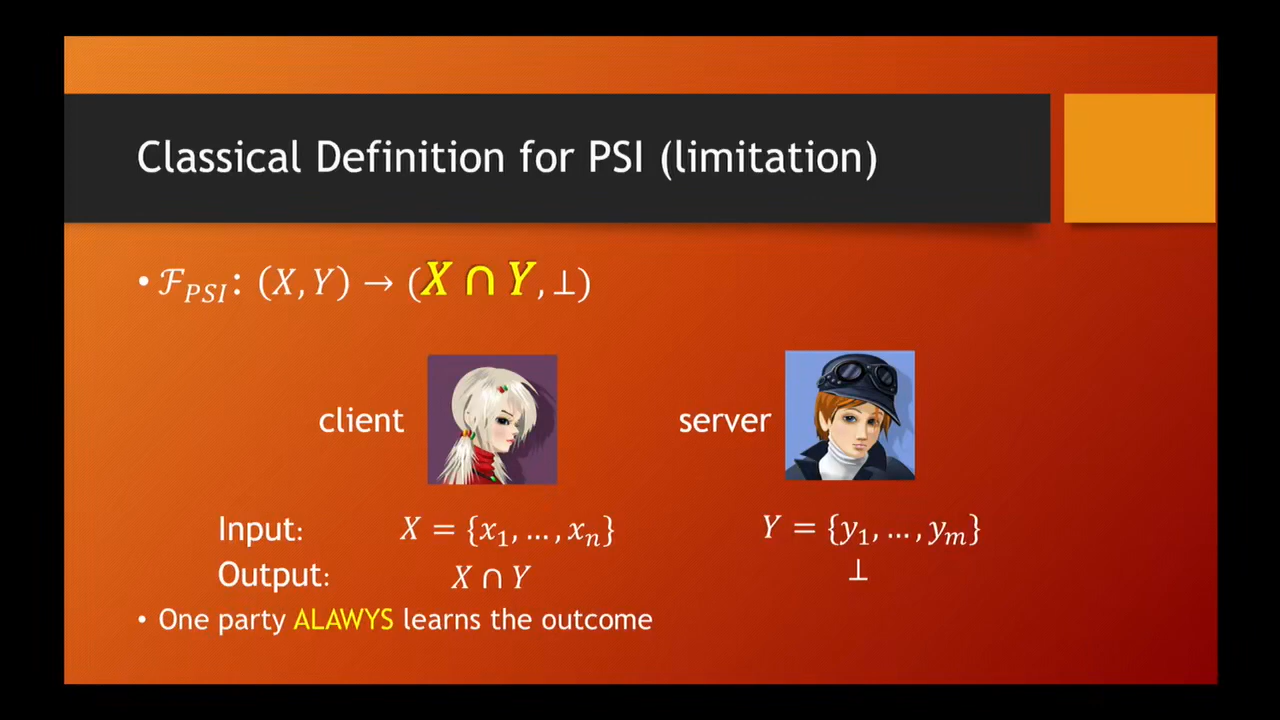 Classical Definition for PSI (limitation)
• ℱ_PSI: (X, Y) → (X ∩ Y, ⊥)
client
server
Input: X = {x₁, …, xₙ} Y = {y₁, …, yₘ}
Output: X ∩ Y ⊥
• One party ALAWYS learns the outcome